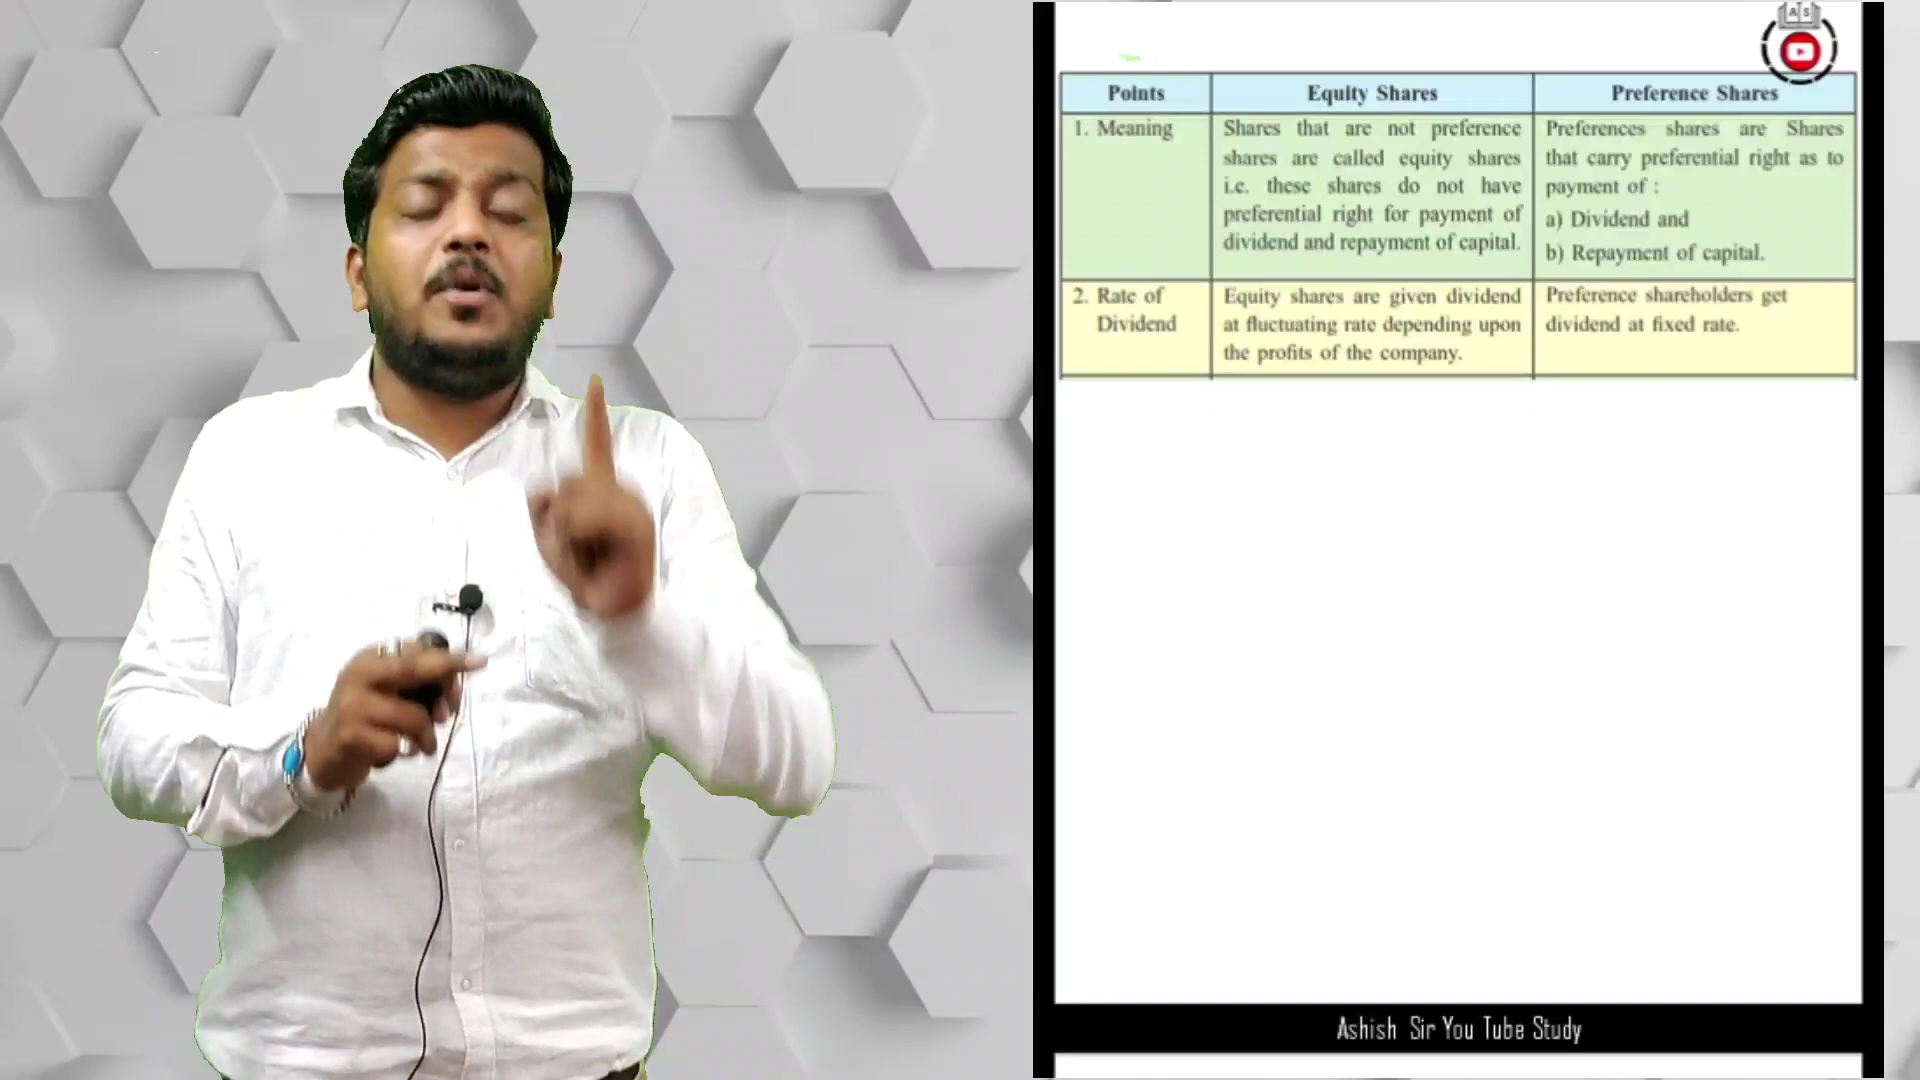 A S
Points
Equity Shares
Preference Shares
1. Meaning
Shares that are not preference
shares are called equity shares
i.e. these shares do not have
preferential right for payment of
dividend and repayment of capital.
Preferences shares are Shares
that carry preferential right as to
payment of :
a) Dividend and
b) Repayment of capital.
2. Rate of
Dividend
Equity shares are given dividend
at fluctuating rate depending upon
the profits of the company.
Preference shareholders get
dividend at fixed rate.
Ashish Sir You Tube Study